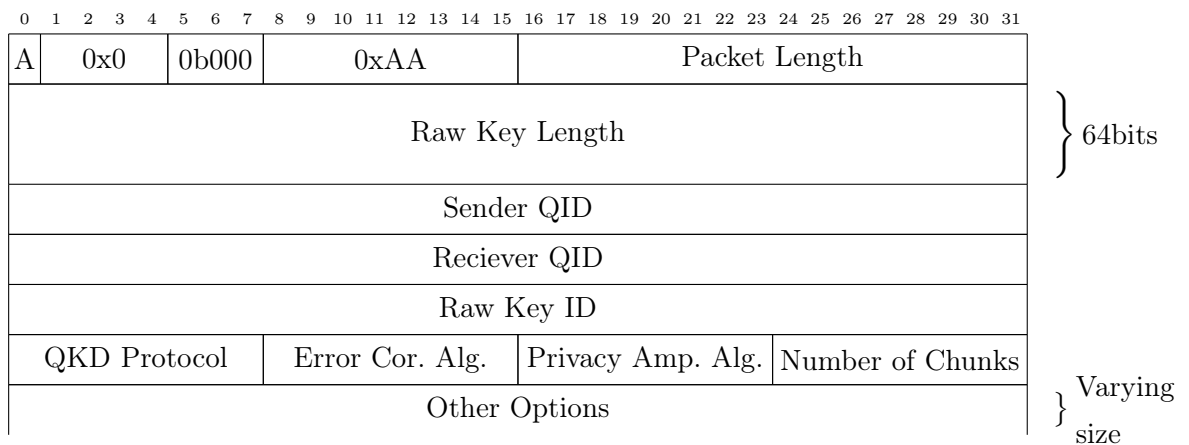 0 1 2 3 4 5 6 7 8 9 10 11 12 13 14 15 16 17 18 19 20 21 22 23 24 25 26 27 28 29 30 31
A 0x0 0b000 0xAA Packet Length
Raw Key Length 64bits
Sender QID
Reciever QID
Raw Key ID
QKD Protocol Error Cor. Alg. Privacy Amp. Alg. Number of Chunks
Other Options
Varying
size